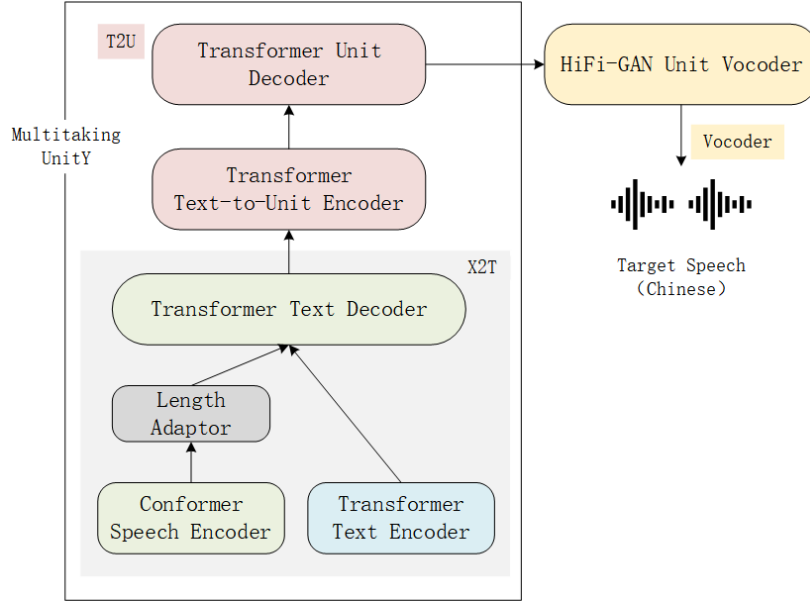 T2U
Transformer Unit
Decoder
HiFi-GAN Unit Vocoder
Multitaking
UnitY
Vocoder
Transformer
Text-to-Unit Encoder
X2T
Target Speech
（Chinese）
Transformer Text Decoder
Length
Adaptor
Conformer
Speech Encoder
Transformer
Text Encoder